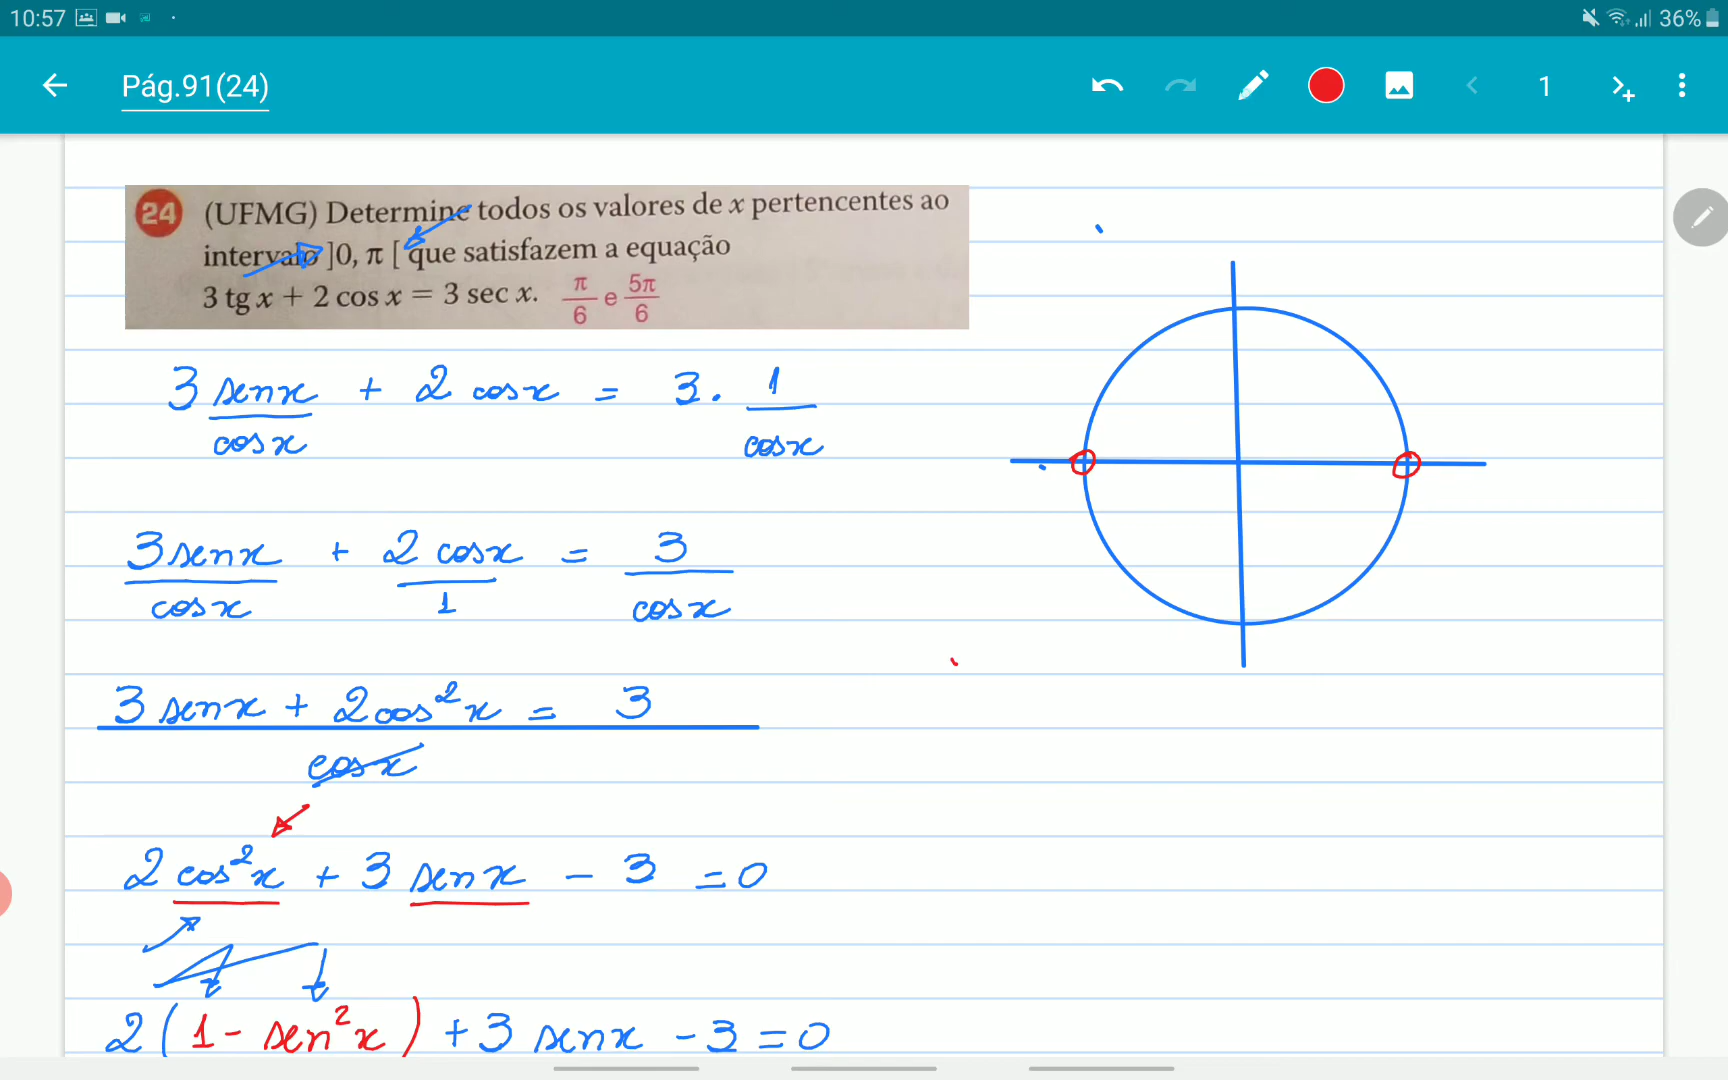 10:57 36%
Pág.91(24) 1
24 (UFMG) Determine todos os valores de x pertencentes ao
intervalo ]0, π [ que satisfazem a equação
3 tg x + 2 cos x = 3 sec x. π/6 e 5π/6
3 senx/cosx + 2 cosx = 3 · 1/cosx
3senx/cosx + 2 cosx/1 = 3/cosx
3 senx + 2cos²x = 3
cosx
2 cos²x + 3 senx - 3 = 0
2(1 - sen²x) + 3 senx - 3 = 0